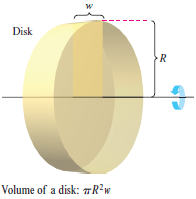 w
Disk
R
Volume of a disk: πR²w